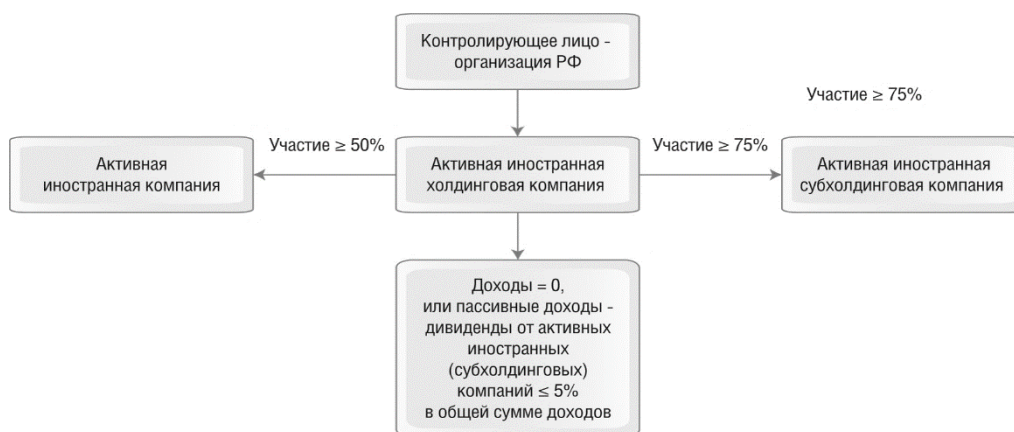 Контролирующее лицо -
организация РФ
Участие ≥ 75%
Участие ≥ 50%
Участие ≥ 75%
Активная
иностранная компания
Активная иностранная
холдинговая компания
Активная иностранная
субхолдинговая компания
Доходы = 0,
или пассивные доходы -
дивиденды от активных
иностранных
(субхолдинговых)
компаний ≤ 5%
в общей сумме доходов